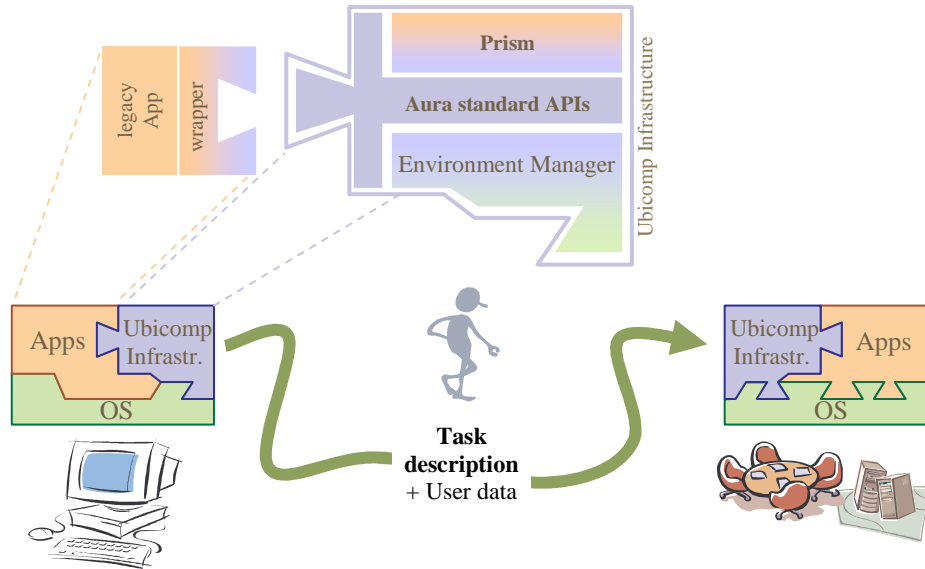 legacy
App
wrapper
Prism
Aura standard APIs
Environment Manager
Ubicomp Infrastructure
Apps
Ubicomp
Infrastr.
OS
Task
description
+ User data
Ubicomp
Infrastr.
Apps
OS